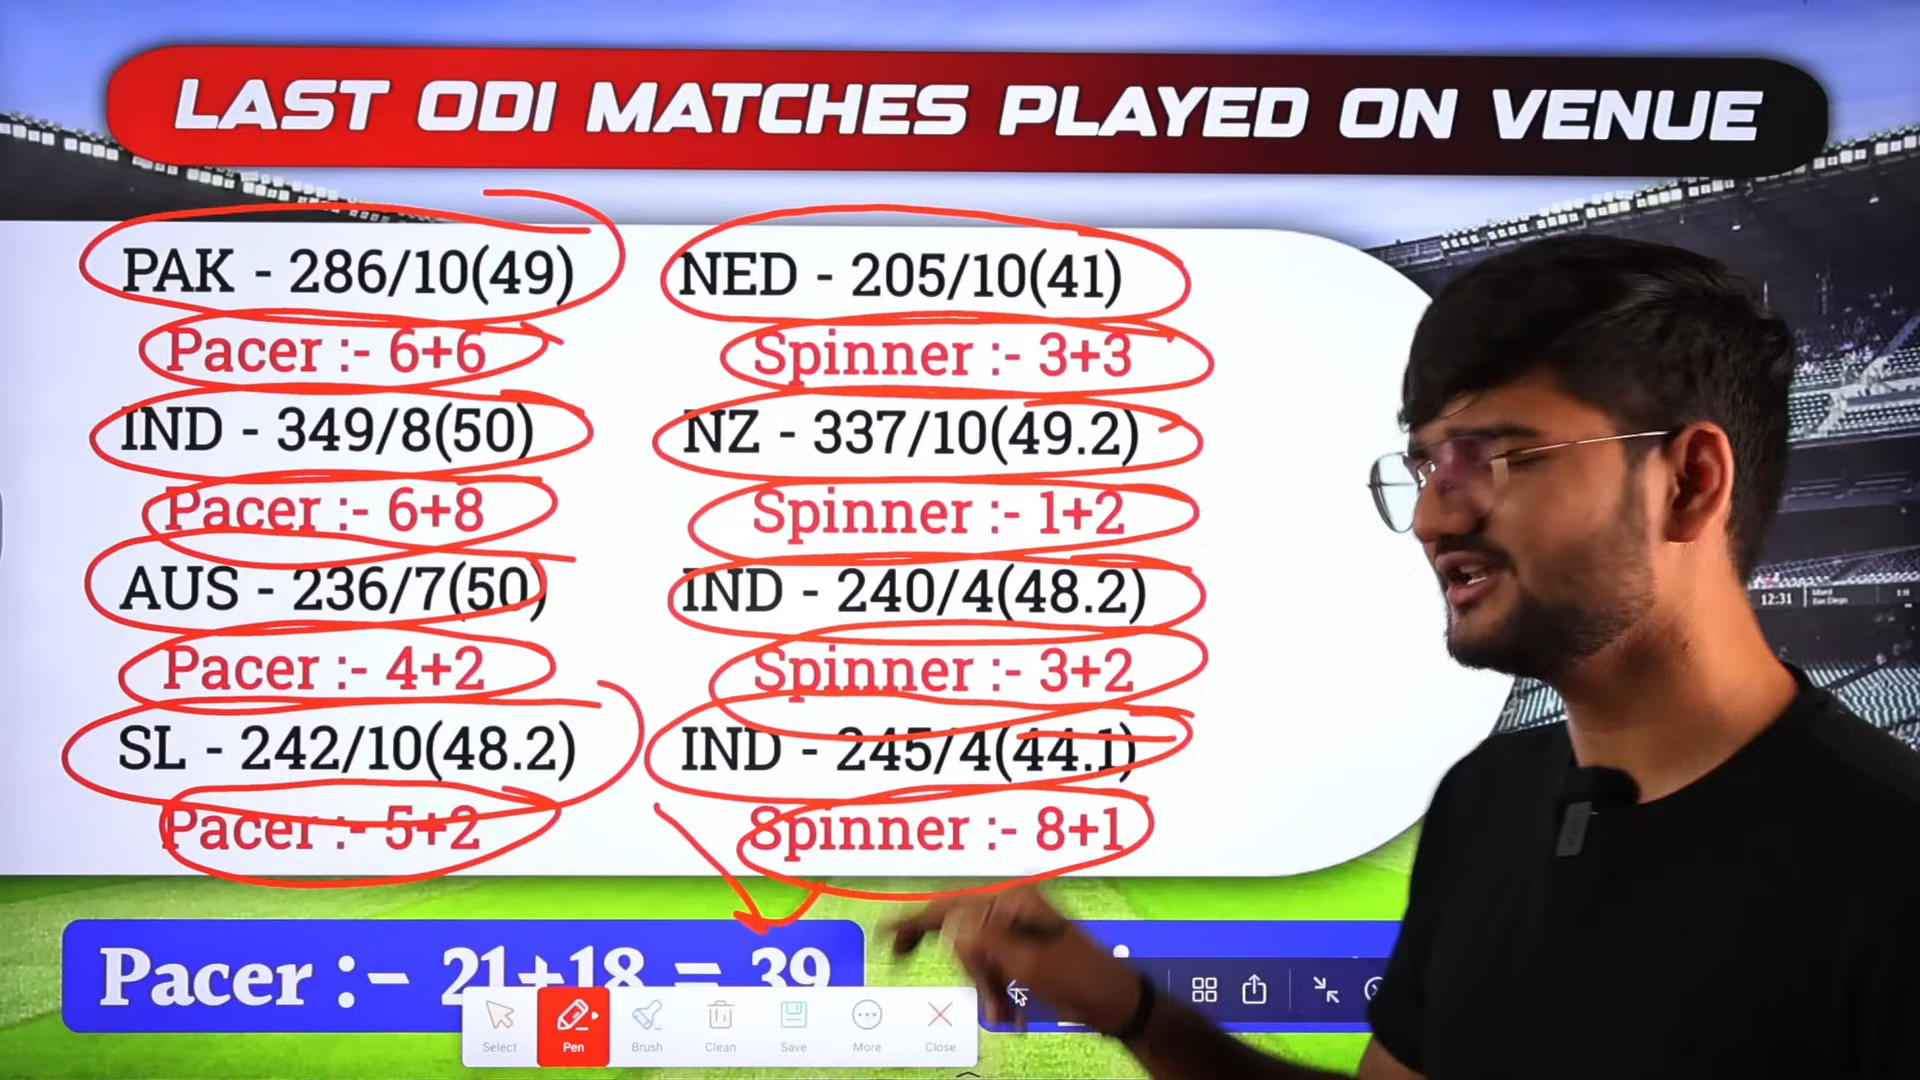 LAST ODI MATCHES PLAYED ON VENUE
PAK - 286/10(49) NED - 205/10(41)
Pacer :- 6+6 Spinner :- 3+3
IND - 349/8(50) NZ - 337/10(49.2)
Pacer :- 6+8 Spinner :- 1+2
AUS - 236/7(50) IND - 240/4(48.2)
Pacer :- 4+2 Spinner :- 3+2
SL - 242/10(48.2) IND - 245/4(44.1)
Pacer :- 5+2 8pinner :- 8+1
Pacer :- 21+18 = 39
Select Pen Brush Clean Save More Close
12:31